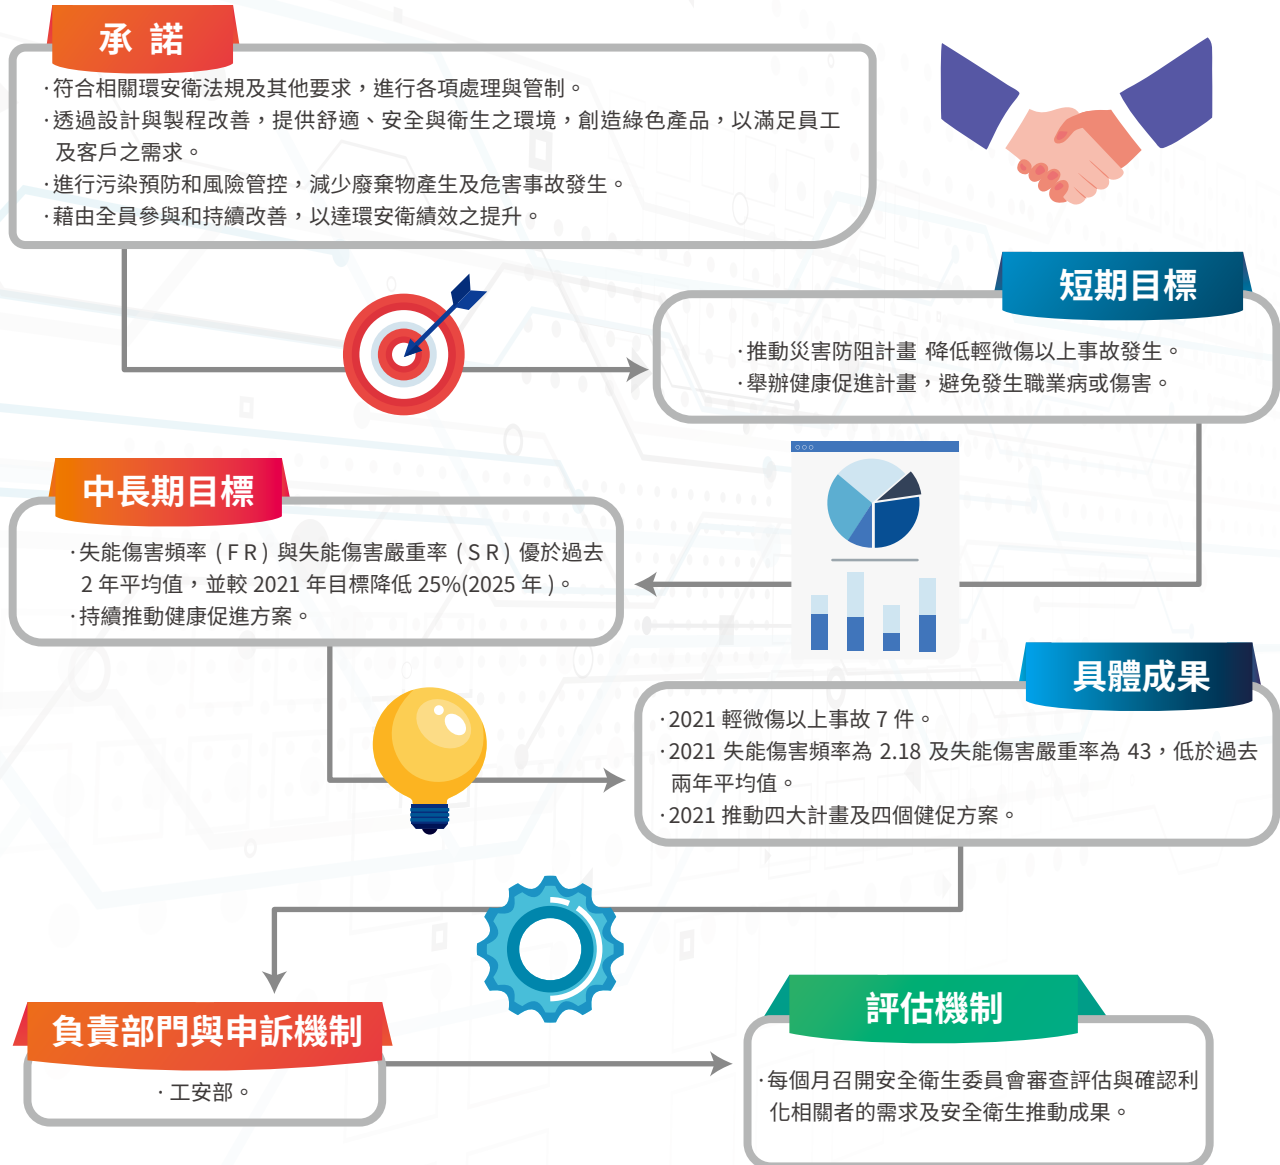 承 諾
·符合相關環安衛法規及其他要求，進行各項處理與管制。
·透過設計與製程改善，提供舒適、安全與衛生之環境，創造綠色產品，以滿足員工
及客戶之需求。
·進行污染預防和風險管控，減少廢棄物產生及危害事故發生。
·藉由全員參與和持續改善，以達環安衛績效之提升。
短期目標
·推動災害防阻計畫，降低輕微傷以上事故發生。
·舉辦健康促進計畫，避免發生職業病或傷害。
中長期目標
·失能傷害頻率 ( F R ) 與失能傷害嚴重率 ( S R ) 優於過去
2 年平均值，並較 2021 年目標降低 25%(2025 年 )。
·持續推動健康促進方案。
具體成果
·2021 輕微傷以上事故 7 件。
·2021 失能傷害頻率為 2.18 及失能傷害嚴重率為 43，低於過去
兩年平均值。
·2021 推動四大計畫及四個健促方案。
負責部門與申訴機制
·工安部。
評估機制
·每個月召開安全衛生委員會審查評估與確認利
化相關者的需求及安全衛生推動成果。